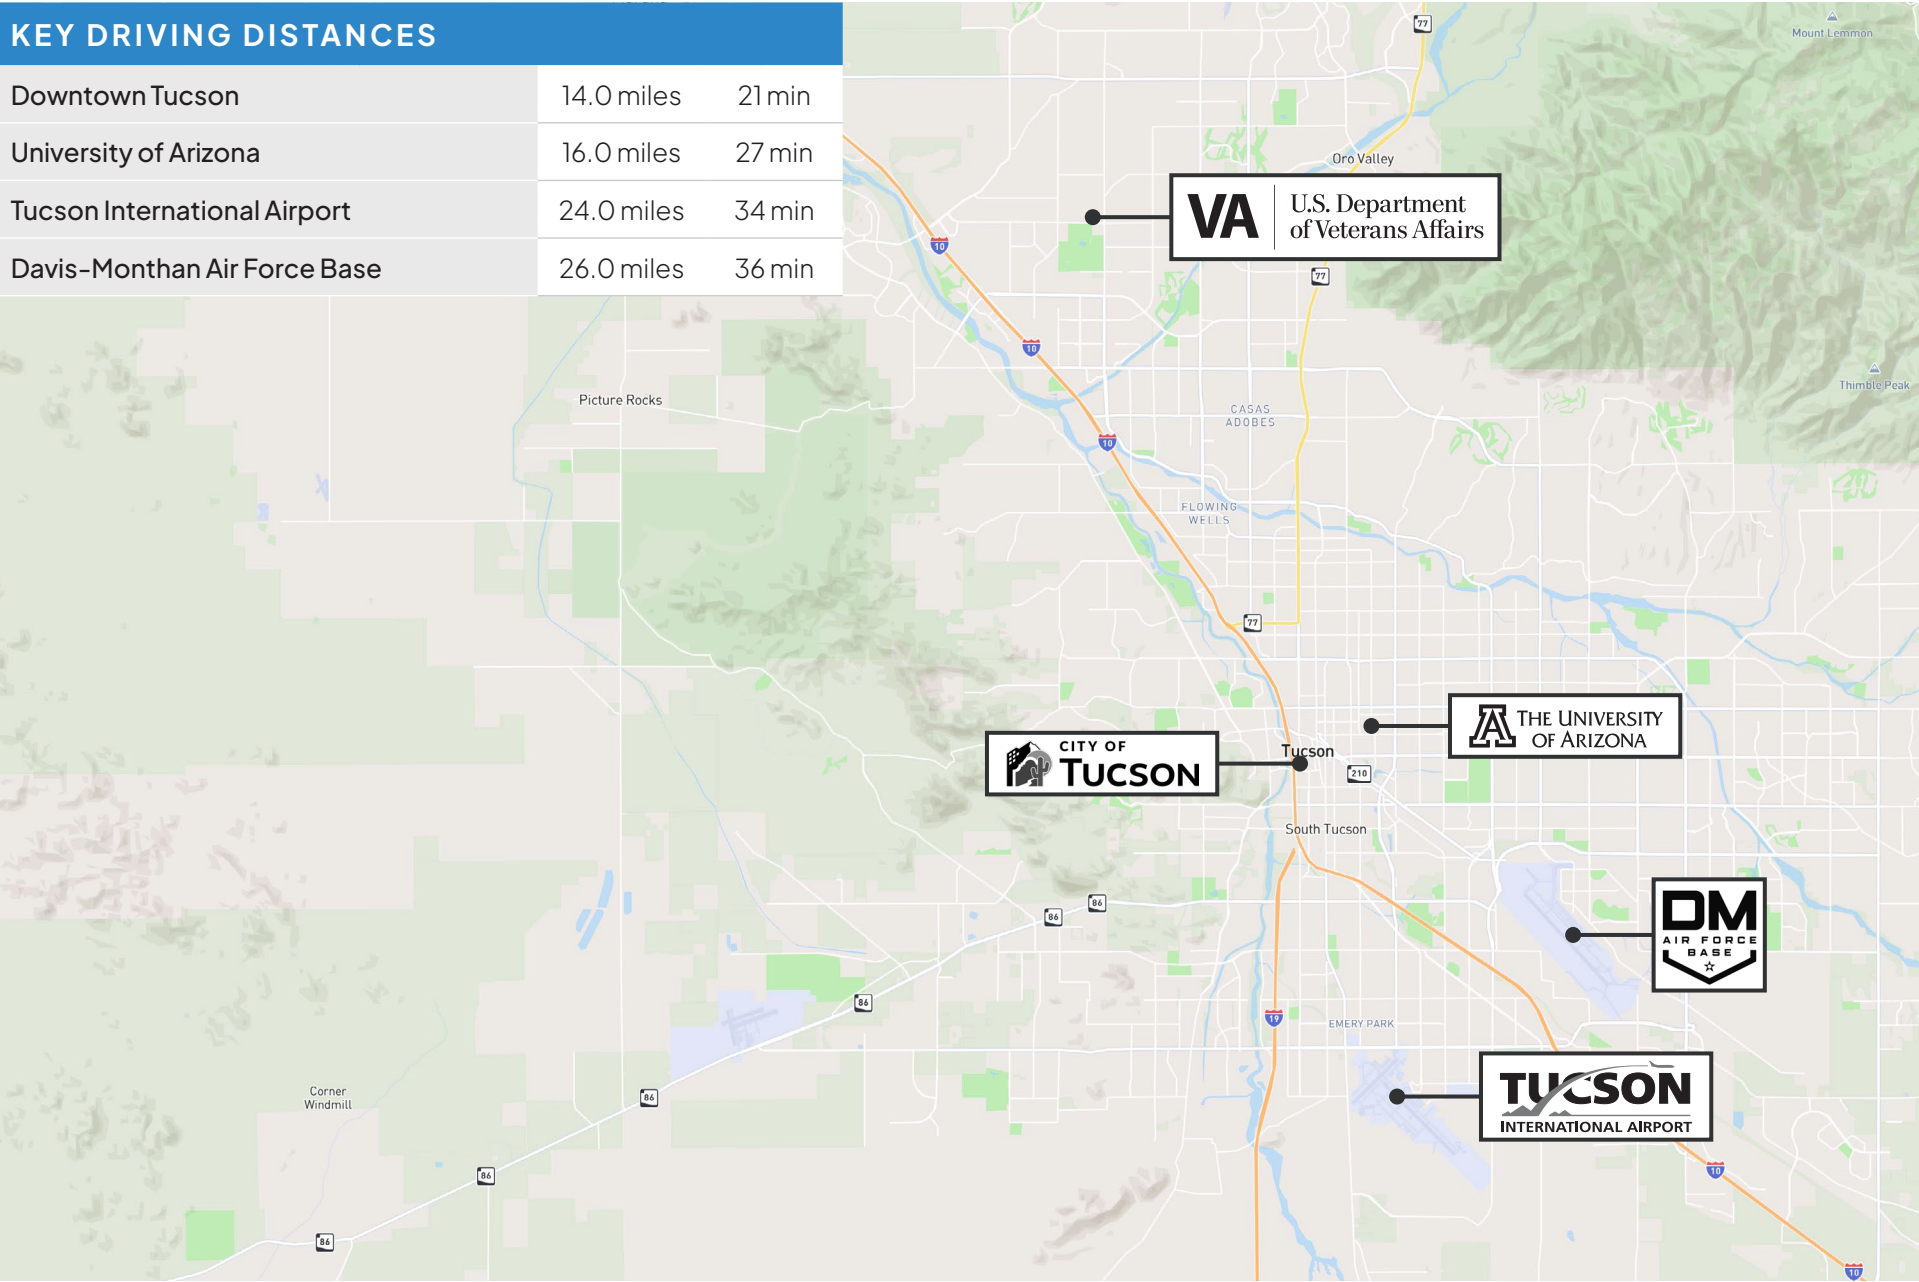 KEY DRIVING DISTANCES
Downtown Tucson 14.0 miles 21 min
University of Arizona 16.0 miles 27 min
Tucson International Airport 24.0 miles 34 min
Davis-Monthan Air Force Base 26.0 miles 36 min
77
Mount Lemmon
Oro Valley
VA U.S. Department
of Veterans Affairs
10
77
10
Thimble Peak
Picture Rocks
CASAS
ADOBES
10
FLOWING
WELLS
77
A THE UNIVERSITY
OF ARIZONA
CITY OF
TUCSON
Tucson
210
South Tucson
86
86
DM
AIR FORCE
BASE
86
19
EMERY PARK
Corner
Windmill
86
TUCSON
INTERNATIONAL AIRPORT
10
86
86
10